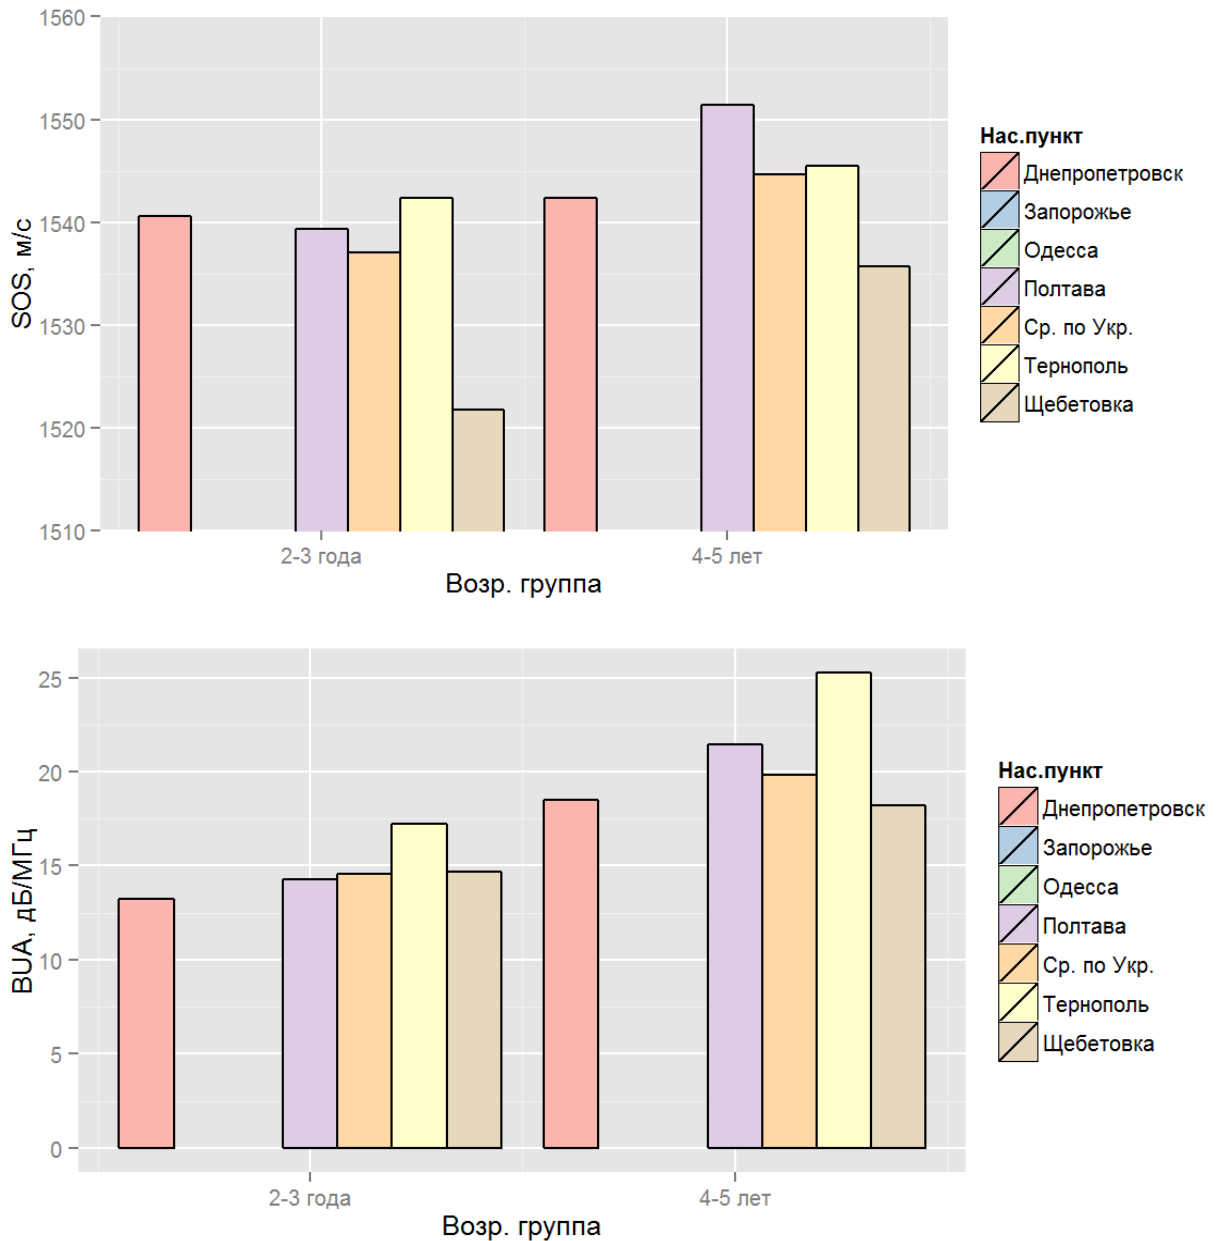 1560
1550
1540
1530
1520
1510
SOS, м/с
2-3 года
4-5 лет
Возр. группа
Нас.пункт
Днепропетровск
Запорожье
Одесса
Полтава
Ср. по Укр.
Тернополь
Щебетовка
25
20
15
10
5
0
BUA, дБ/МГц
2-3 года
4-5 лет
Возр. группа
Нас.пункт
Днепропетровск
Запорожье
Одесса
Полтава
Ср. по Укр.
Тернополь
Щебетовка